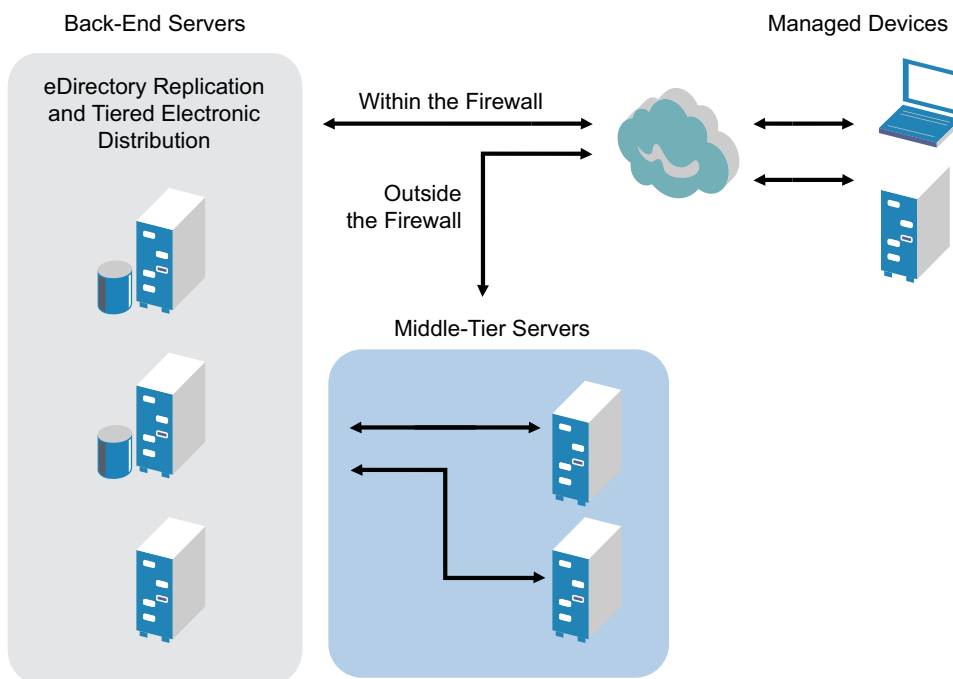 Back-End Servers
Managed Devices
eDirectory Replication
and Tiered Electronic
Distribution
Within the Firewall
Outside
the Firewall
Middle-Tier Servers